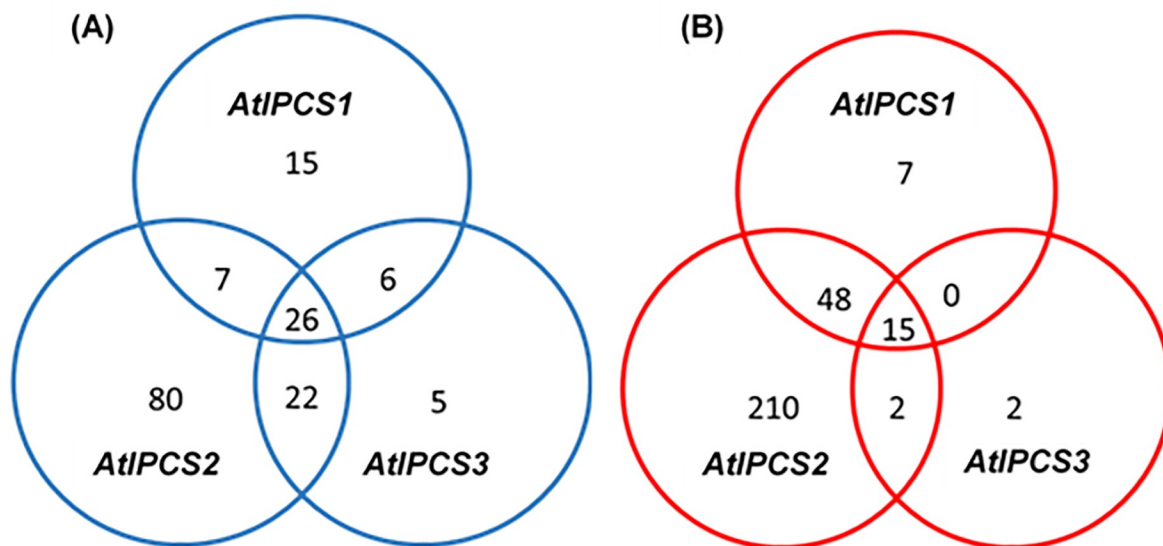 (A)
AtIPCS1
15
7
6
26
80
22
5
AtIPCS2
AtIPCS3
(B)
AtIPCS1
7
48
0
15
210
2
2
AtIPCS2
AtIPCS3